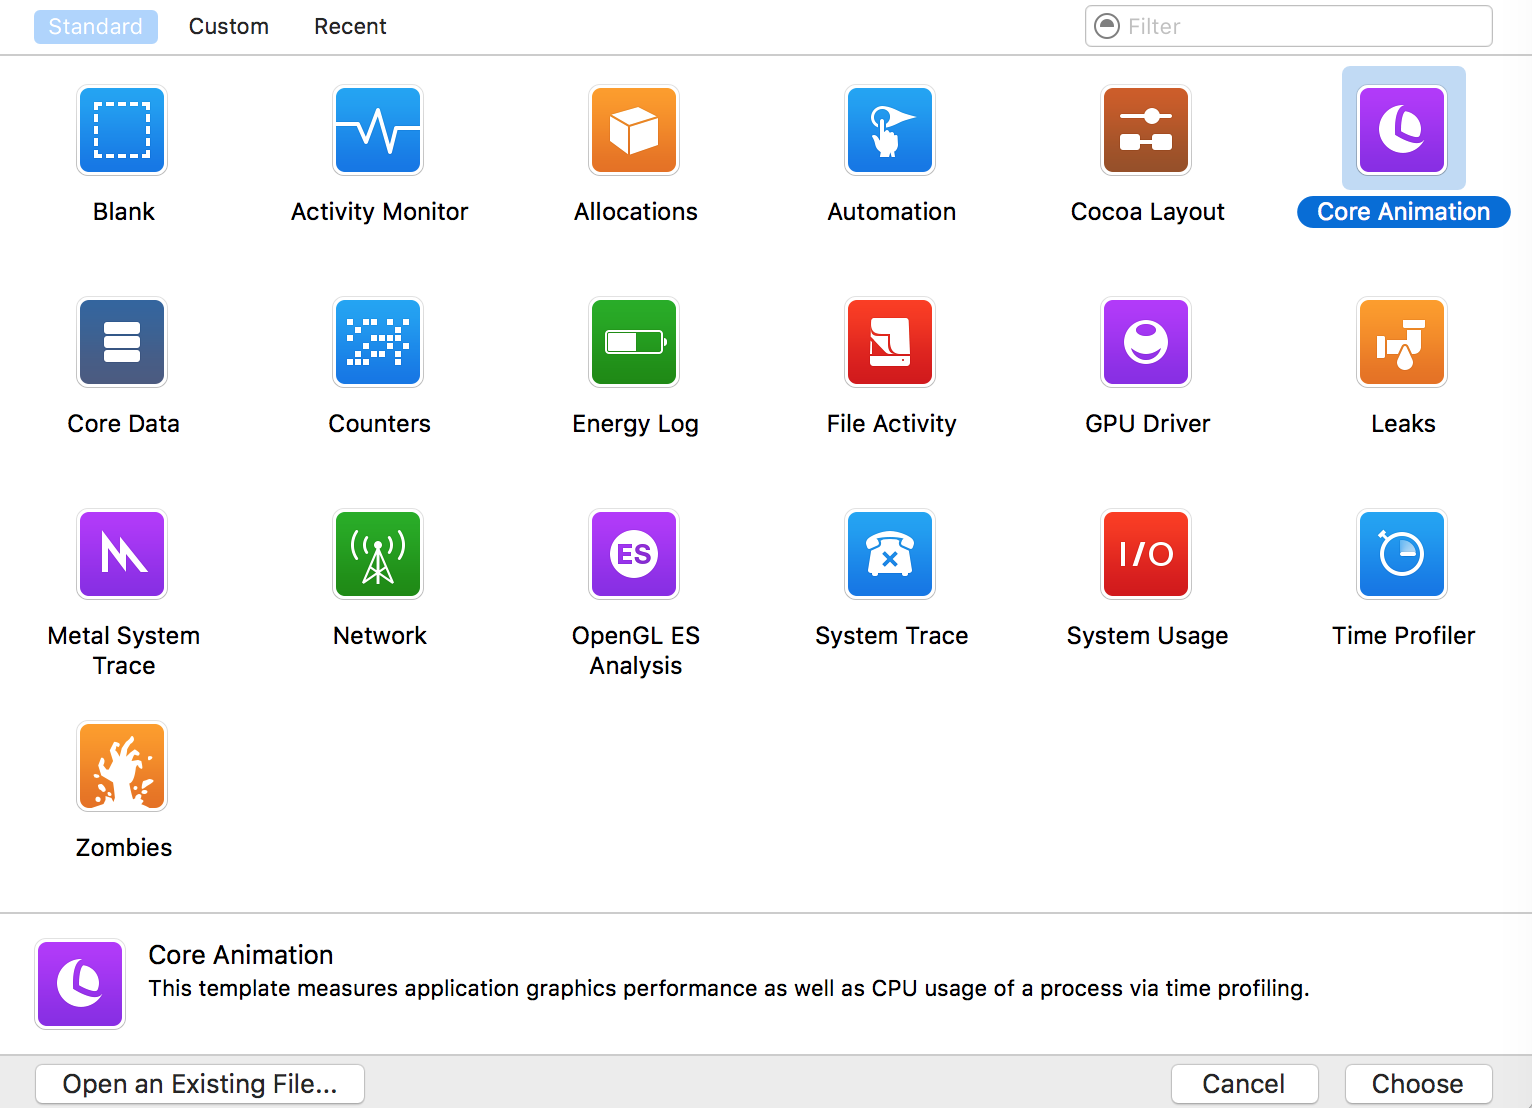 Standard Custom Recent Filter
Blank Activity Monitor Allocations Automation Cocoa Layout Core Animation
Core Data Counters Energy Log File Activity GPU Driver Leaks
ES I/O
Metal System Network OpenGL ES System Trace System Usage Time Profiler
Trace Analysis
Zombies
Core Animation
This template measures application graphics performance as well as CPU usage of a process via time profiling.
Open an Existing File... Cancel Choose